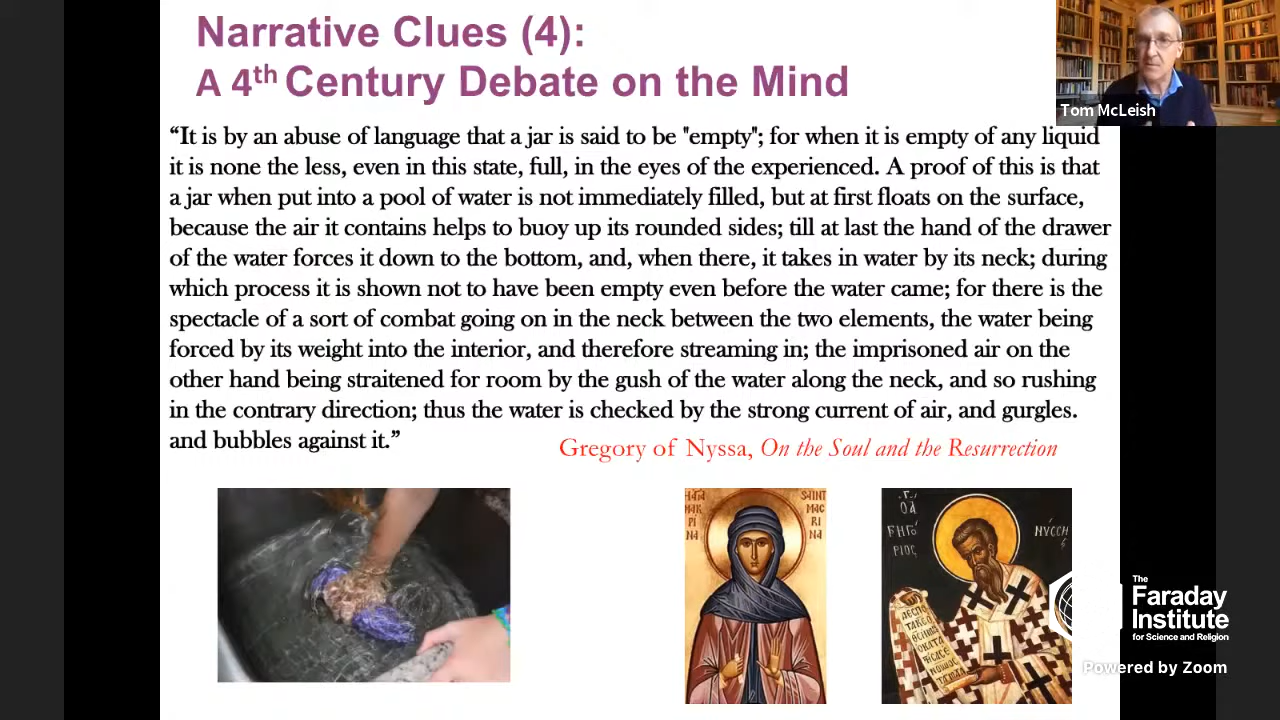 Narrative Clues (4):
A 4th Century Debate on the Mind
Tom McLeish
“It is by an abuse of language that a jar is said to be "empty"; for when it is empty of any liquid
it is none the less, even in this state, full, in the eyes of the experienced. A proof of this is that
a jar when put into a pool of water is not immediately filled, but at first floats on the surface,
because the air it contains helps to buoy up its rounded sides; till at last the hand of the drawer
of the water forces it down to the bottom, and, when there, it takes in water by its neck; during
which process it is shown not to have been empty even before the water came; for there is the
spectacle of a sort of combat going on in the neck between the two elements, the water being
forced by its weight into the interior, and therefore streaming in; the imprisoned air on the
other hand being straitened for room by the gush of the water along the neck, and so rushing
in the contrary direction; thus the water is checked by the strong current of air, and gurgles.
and bubbles against it.”
Gregory of Nyssa, On the Soul and the Resurrection
SAINT
MAC
RI
NA
ΝΥΣΣΗ
The
Faraday
Institute
for Science and Religion
Powered by Zoom